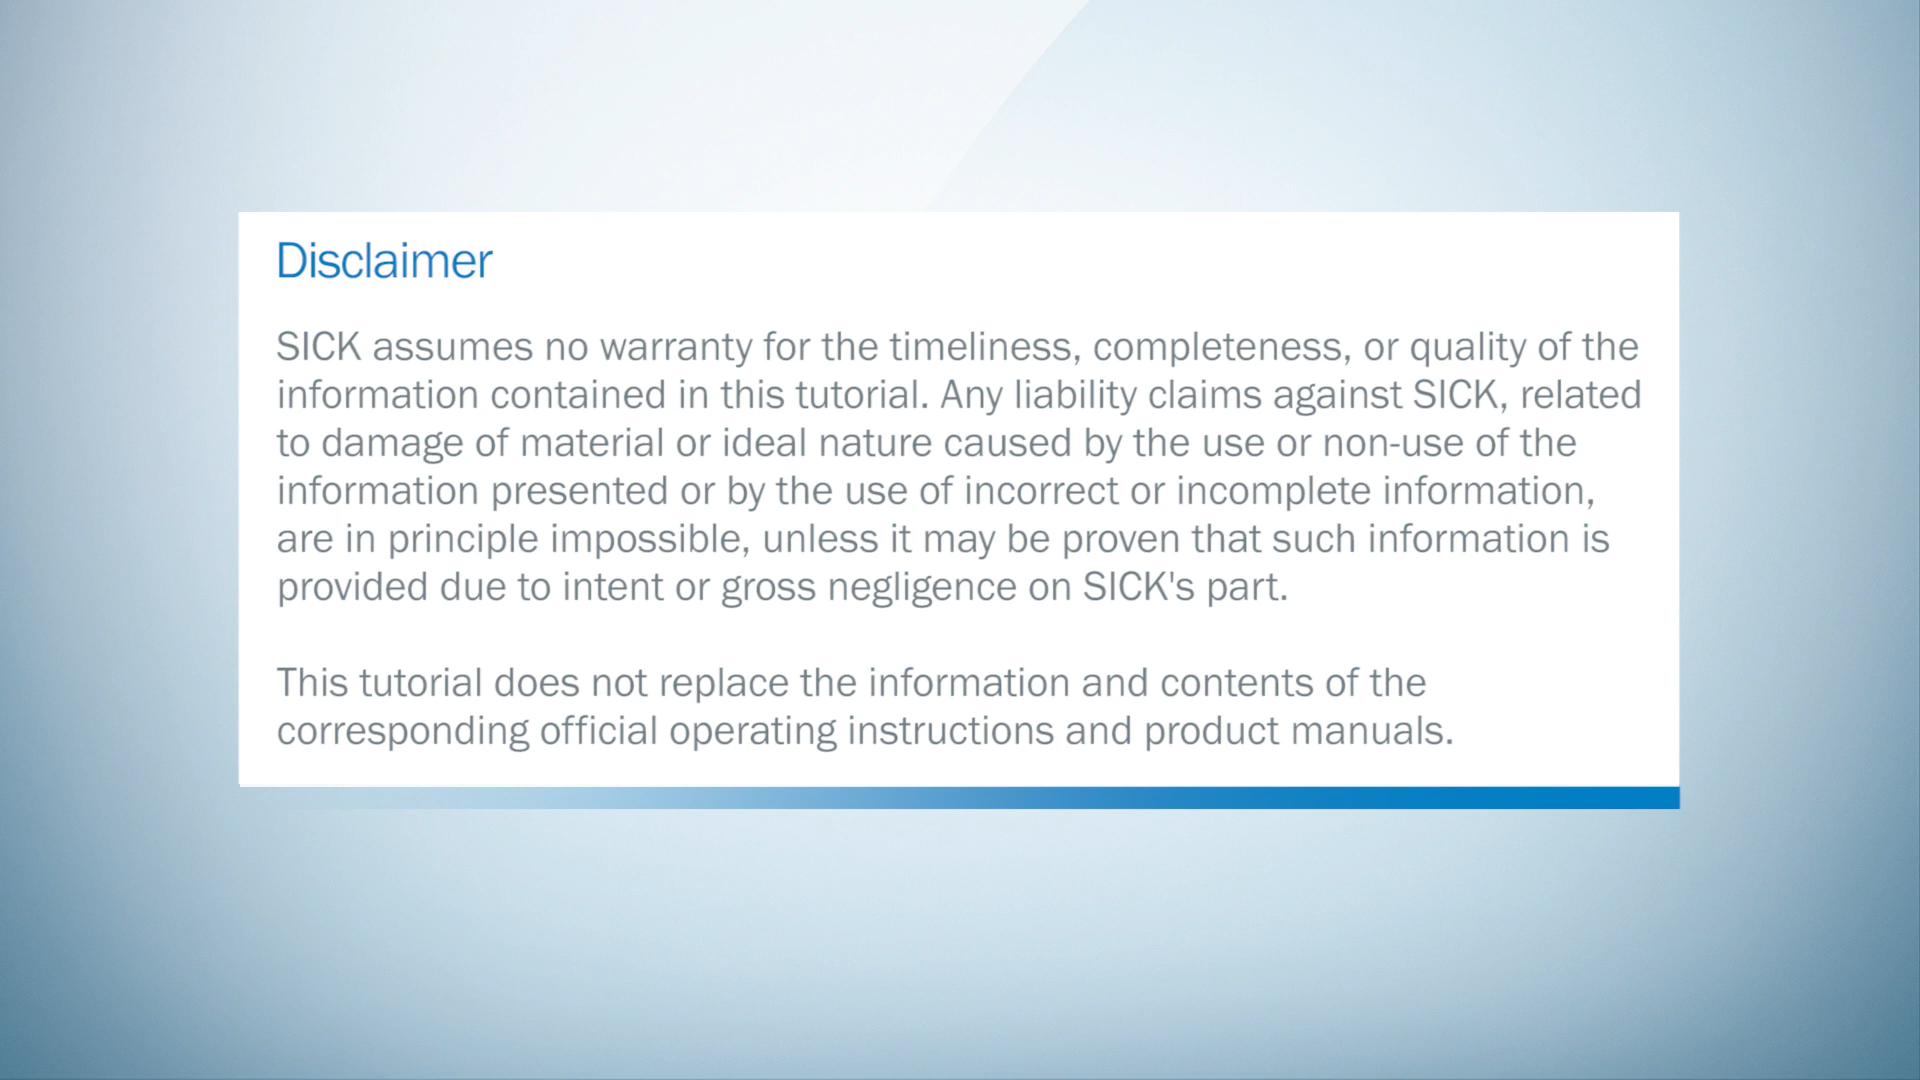 Disclaimer
SICK assumes no warranty for the timeliness, completeness, or quality of the
information contained in this tutorial. Any liability claims against SICK, related
to damage of material or ideal nature caused by the use or non-use of the
information presented or by the use of incorrect or incomplete information,
are in principle impossible, unless it may be proven that such information is
provided due to intent or gross negligence on SICK's part.
This tutorial does not replace the information and contents of the
corresponding official operating instructions and product manuals.